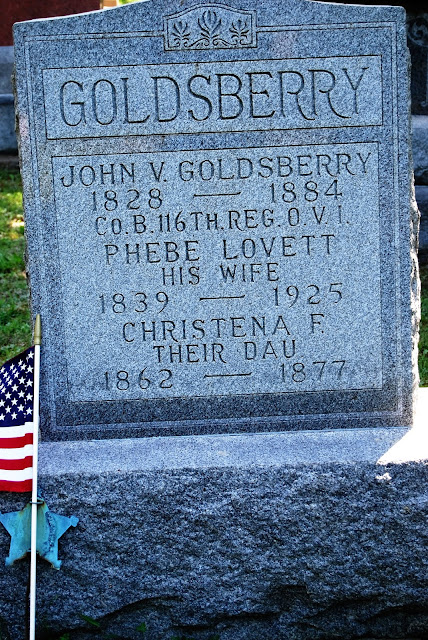 GOLDSBERRY
JOHN V. GOLDSBERRY
1828 — 1884
Co. B. 116TH. REG. O. V. I.
PHEBE LOVETT
HIS WIFE
1839 — 1925
CHRISTENA F.
THEIR DAU
1862 — 1877